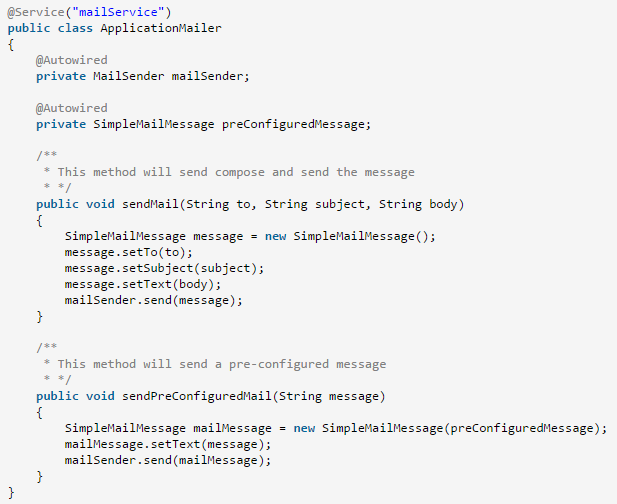 @Service("mailService")
public class ApplicationMailer
{
    @Autowired
    private MailSender mailSender;

    @Autowired
    private SimpleMailMessage preConfiguredMessage;

    /**
     * This method will send compose and send the message
     * */
    public void sendMail(String to, String subject, String body)
    {
        SimpleMailMessage message = new SimpleMailMessage();
        message.setTo(to);
        message.setSubject(subject);
        message.setText(body);
        mailSender.send(message);
    }

    /**
     * This method will send a pre-configured message
     * */
    public void sendPreConfiguredMail(String message)
    {
        SimpleMailMessage mailMessage = new SimpleMailMessage(preConfiguredMessage);
        mailMessage.setText(message);
        mailSender.send(mailMessage);
    }
}